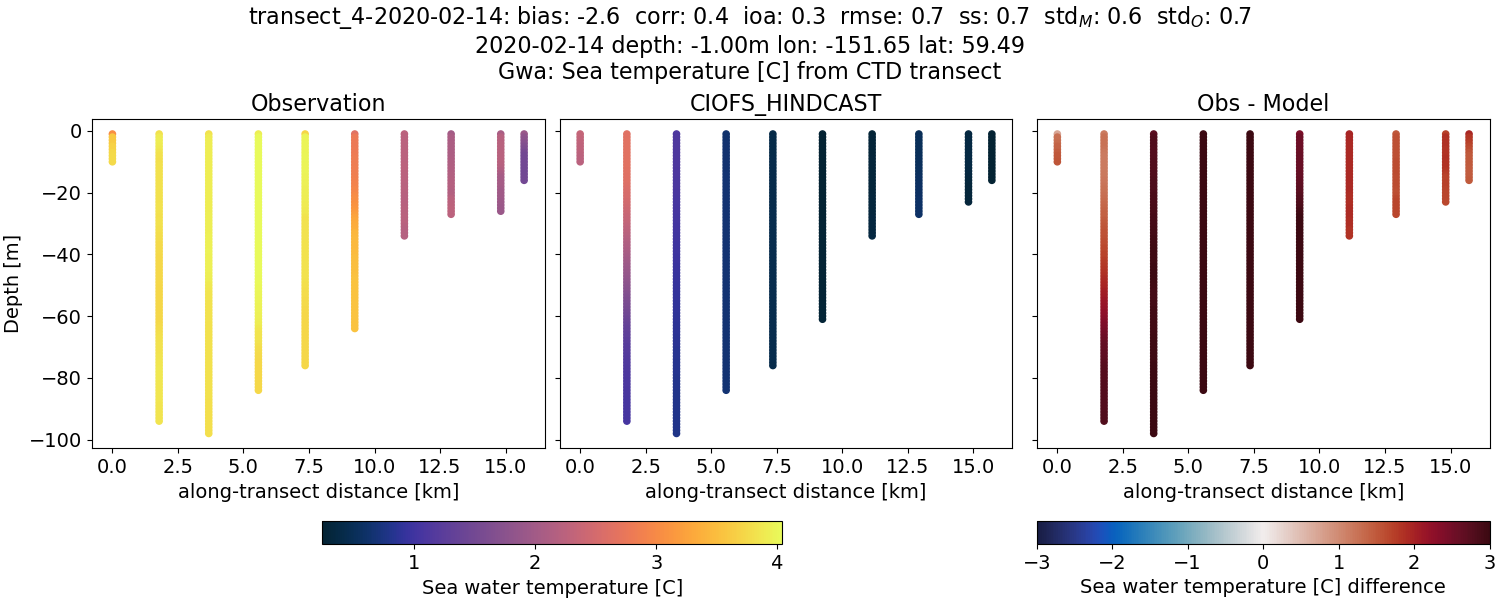 transect_4-2020-02-14: bias: -2.6 corr: 0.4 ioa: 0.3 rmse: 0.7 ss: 0.7 std_M: 0.6 std_O: 0.7
2020-02-14 depth: -1.00m lon: -151.65 lat: 59.49
Gwa: Sea temperature [C] from CTD transect
Observation
CIOFS_HINDCAST
Obs - Model
Depth [m]
0
−20
−40
−60
−80
−100
0.0 2.5 5.0 7.5 10.0 12.5 15.0
0.0 2.5 5.0 7.5 10.0 12.5 15.0
0.0 2.5 5.0 7.5 10.0 12.5 15.0
along-transect distance [km]
along-transect distance [km]
along-transect distance [km]
1 2 3 4
Sea water temperature [C]
−3 −2 −1 0 1 2 3
Sea water temperature [C] difference